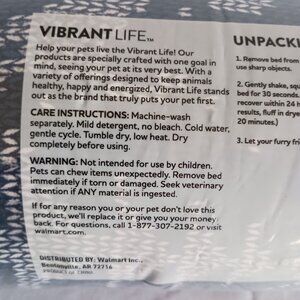 VIBRANT LIFE™
Help your pets live the Vibrant Life! Our
products are specially crafted with one goal in
mind, seeing your pet at its very best. With a
variety of offerings designed to keep animals
healthy, happy and energized, Vibrant Life stands
out as the brand that truly puts your pet first.
CARE INSTRUCTIONS: Machine-wash
separately. Mild detergent, no bleach. Cold water,
gentle cycle. Tumble dry, low heat. Dry
completely before using.
WARNING: Not intended for use by children.
Pets can chew items unexpectedly. Remove bed
immediately if torn or damaged. Seek veterinary
attention if ANY material is ingested.
If for any reason you or your pet don't love this
product, we'll replace it or give you your money
back. For questions, call 1-877-307-2192 or visit
walmart.com.
DISTRIBUTED BY: Walmart Inc.,
Bentonville, AR 72716
PRODUCT OF CHINA
UNPACKI
1. Remove bed from
use sharp objects.
2. Gently shake, squ
bed for 30 seconds.
recover within 24 h
results, fluff in dryer
20 minutes.)
3. Let your furry fri